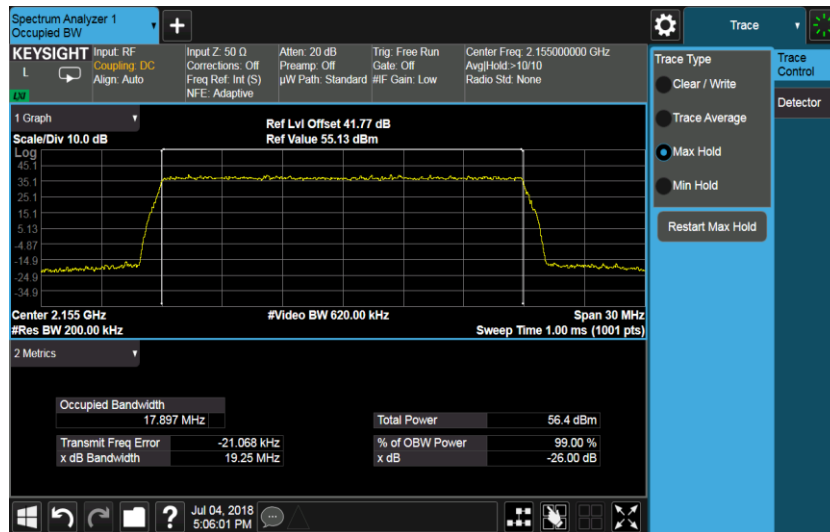 Spectrum Analyzer 1
Occupied BW
+
Trace
KEYSIGHT
L
LXI
Input: RF
Coupling: DC
Align: Auto
Input Z: 50 Ω
Corrections: Off
Freq Ref: Int (S)
NFE: Adaptive
Atten: 20 dB
Preamp: Off
µW Path: Standard
Trig: Free Run
Gate: Off
#IF Gain: Low
Center Freq: 2.155000000 GHz
Avg|Hold:>10/10
Radio Std: None
Trace Type
Clear / Write
Trace Average
Max Hold
Min Hold
Restart Max Hold
Trace
Control
Detector
1 Graph
Scale/Div 10.0 dB
Ref Lvl Offset 41.77 dB
Ref Value 55.13 dBm
Log
45.1
35.1
25.1
15.1
5.13
-4.87
-14.9
-24.9
-34.9
Center 2.155 GHz
#Video BW 620.00 kHz
Span 30 MHz
#Res BW 200.00 kHz
Sweep Time 1.00 ms (1001 pts)
2 Metrics
Occupied Bandwidth
17.897 MHz
Total Power 56.4 dBm
Transmit Freq Error -21.068 kHz
% of OBW Power 99.00 %
x dB Bandwidth 19.25 MHz
x dB -26.00 dB
?
Jul 04, 2018
5:06:01 PM